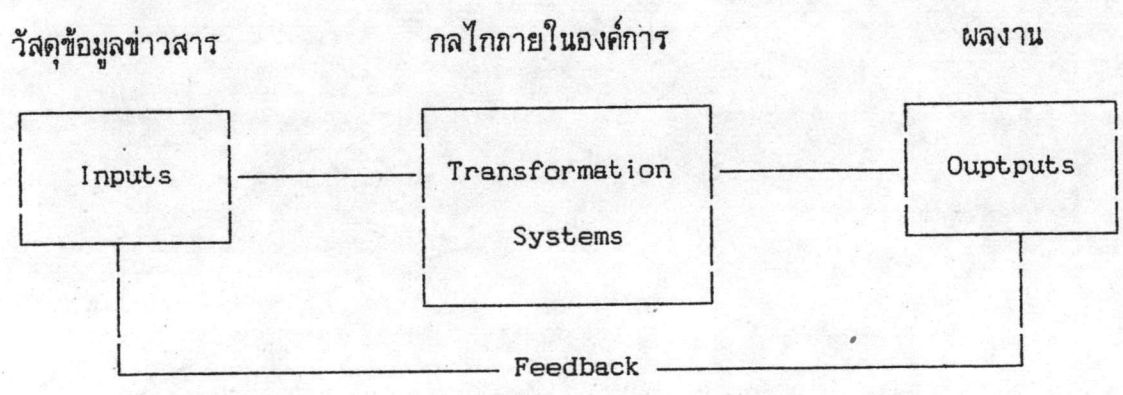 วัสดุข้อมูลข่าวสาร
กลไกภายในองค์การ
ผลงาน
Inputs
Transformation
Systems
Ouptputs
Feedback